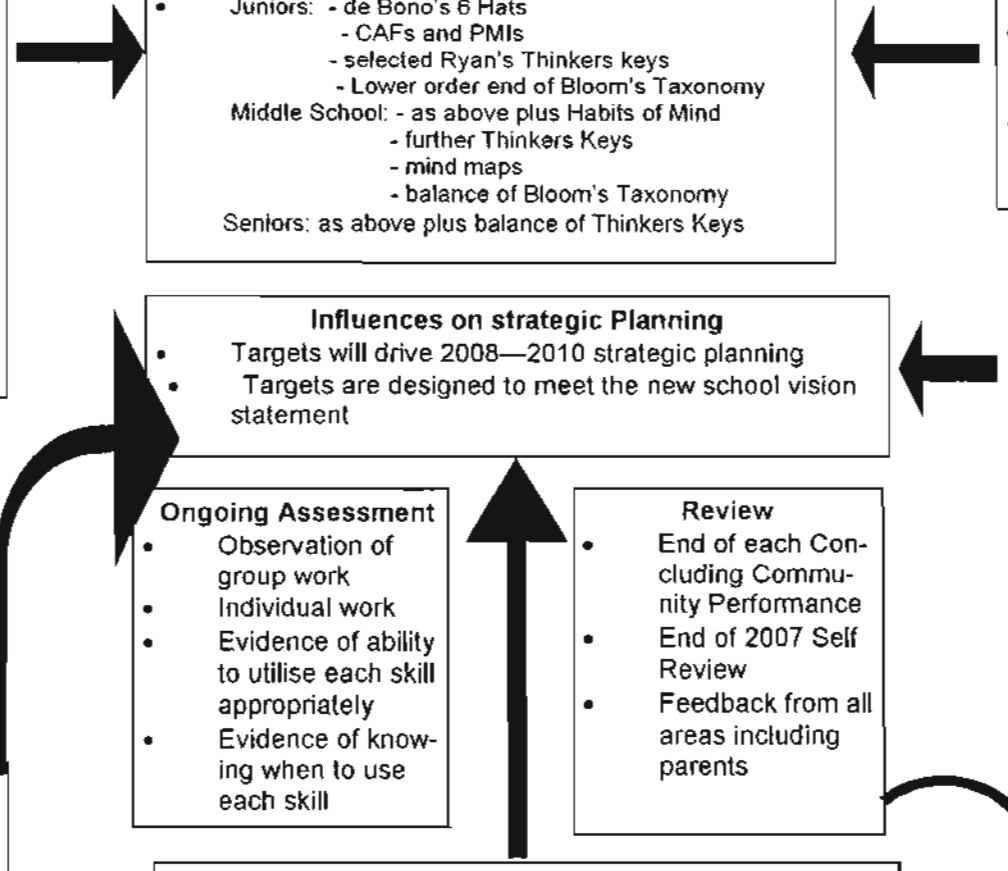 • Juniors: - de Bono's 6 Hats
- CAFs and PMIs
- selected Ryan's Thinkers keys
- Lower order end of Bloom's Taxonomy
Middle School: - as above plus Habits of Mind
- further Thinkers Keys
- mind maps
- balance of Bloom's Taxonomy
Seniors: as above plus balance of Thinkers Keys
Influences on strategic Planning
• Targets will drive 2008—2010 strategic planning
• Targets are designed to meet the new school vision
statement
Ongoing Assessment
• Observation of
group work
• Individual work
• Evidence of ability
to utilise each skill
appropriately
• Evidence of know-
ing when to use
each skill
Review
• End of each Con-
cluding Commu-
nity Performance
• End of 2007 Self
Review
• Feedback from all
areas including
parents